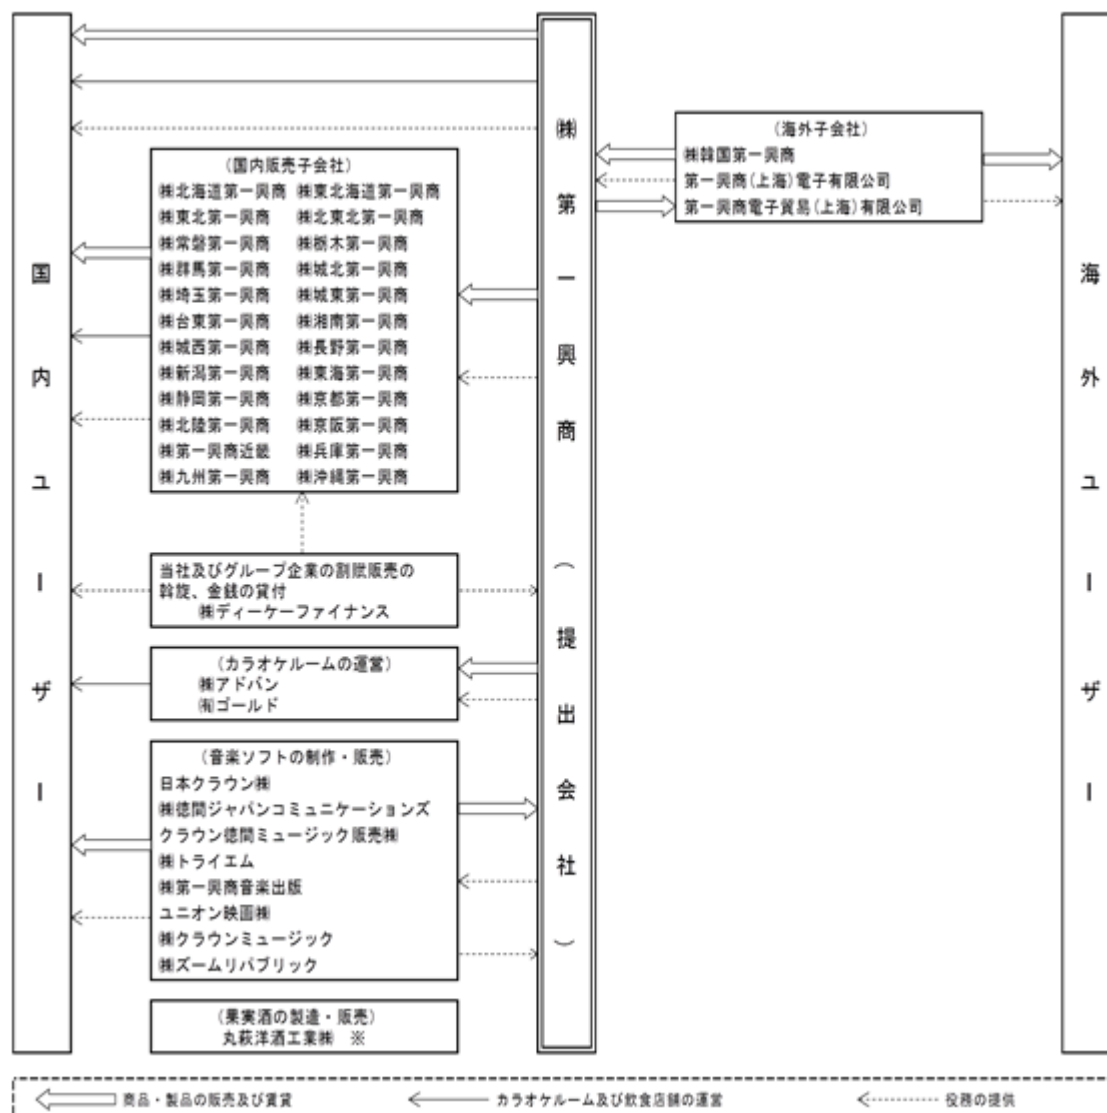 国内ユーザー
㈱第一興商(提出会社)
海外ユーザー
(海外子会社)
㈱韓国第一興商
第一興商(上海)電子有限公司
第一興商電子貿易(上海)有限公司
(国内販売子会社)
㈱北海道第一興商 ㈱東北海道第一興商
㈱東北第一興商 ㈱北東北第一興商
㈱常磐第一興商 ㈱栃木第一興商
㈱群馬第一興商 ㈱城北第一興商
㈱埼玉第一興商 ㈱城東第一興商
㈱台東第一興商 ㈱湘南第一興商
㈱城西第一興商 ㈱長野第一興商
㈱新潟第一興商 ㈱東海第一興商
㈱静岡第一興商 ㈱京都第一興商
㈱北陸第一興商 ㈱京阪第一興商
㈱第一興商近畿 ㈱兵庫第一興商
㈱九州第一興商 ㈱沖縄第一興商
当社及びグループ企業の割賦販売の
斡旋、金銭の貸付
㈱ディーケーファイナンス
(カラオケルームの運営)
㈱アドバン
㈲ゴールド
(音楽ソフトの制作・販売)
日本クラウン㈱
㈱徳間ジャパンコミュニケーションズ
クラウン徳間ミュージック販売㈱
㈱トライエム
㈱第一興商音楽出版
ユニオン映画㈱
㈱クラウンミュージック
㈱ズームリパブリック
(果実酒の製造・販売)
丸萩洋酒工業㈱ ※
商品・製品の販売及び賃貸
カラオケルーム及び飲食店舗の運営
役務の提供